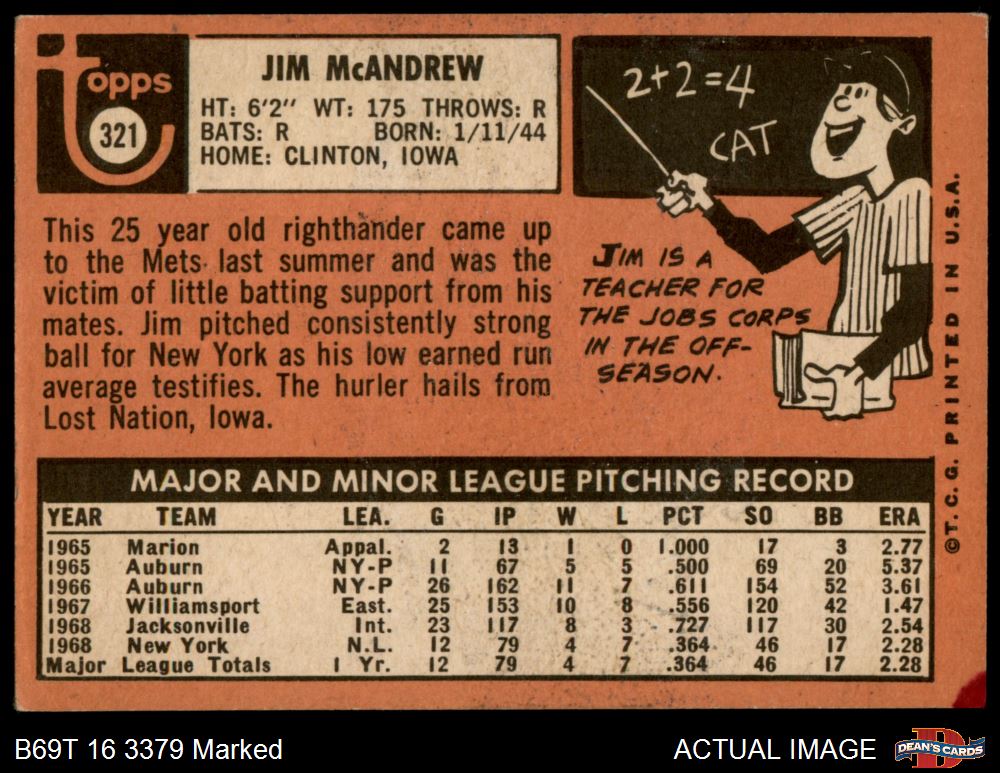 Topps
321
JIM McANDREW
HT: 6'2" WT: 175 THROWS: R
BATS: R BORN: 1/11/44
HOME: CLINTON, IOWA
2+2=4
CAT
This 25 year old righthander came up
to the Mets last summer and was the
victim of little batting support from his
mates. Jim pitched consistently strong
ball for New York as his low earned run
average testifies. The hurler hails from
Lost Nation, Iowa.
JIM IS A
TEACHER FOR
THE JOBS CORPS
IN THE OFF-
SEASON.
©T. C. G. PRINTED IN U.S.A.
MAJOR AND MINOR LEAGUE PITCHING RECORD
YEAR TEAM LEA. G IP W L PCT SO BB ERA
1965 Marion Appal. 2 13 1 0 1.000 17 3 2.77
1965 Auburn NY-P 11 67 5 5 .500 69 20 5.37
1966 Auburn NY-P 26 162 11 7 .611 154 52 3.61
1967 Williamsport East. 25 153 10 8 .556 120 42 1.47
1968 Jacksonville Int. 23 117 8 3 .727 117 30 2.54
1968 New York N.L. 12 79 4 7 .364 46 17 2.28
Major League Totals 1 Yr. 12 79 4 7 .364 46 17 2.28
B69T 16 3379 Marked
ACTUAL IMAGE
DEAN'S CARDS